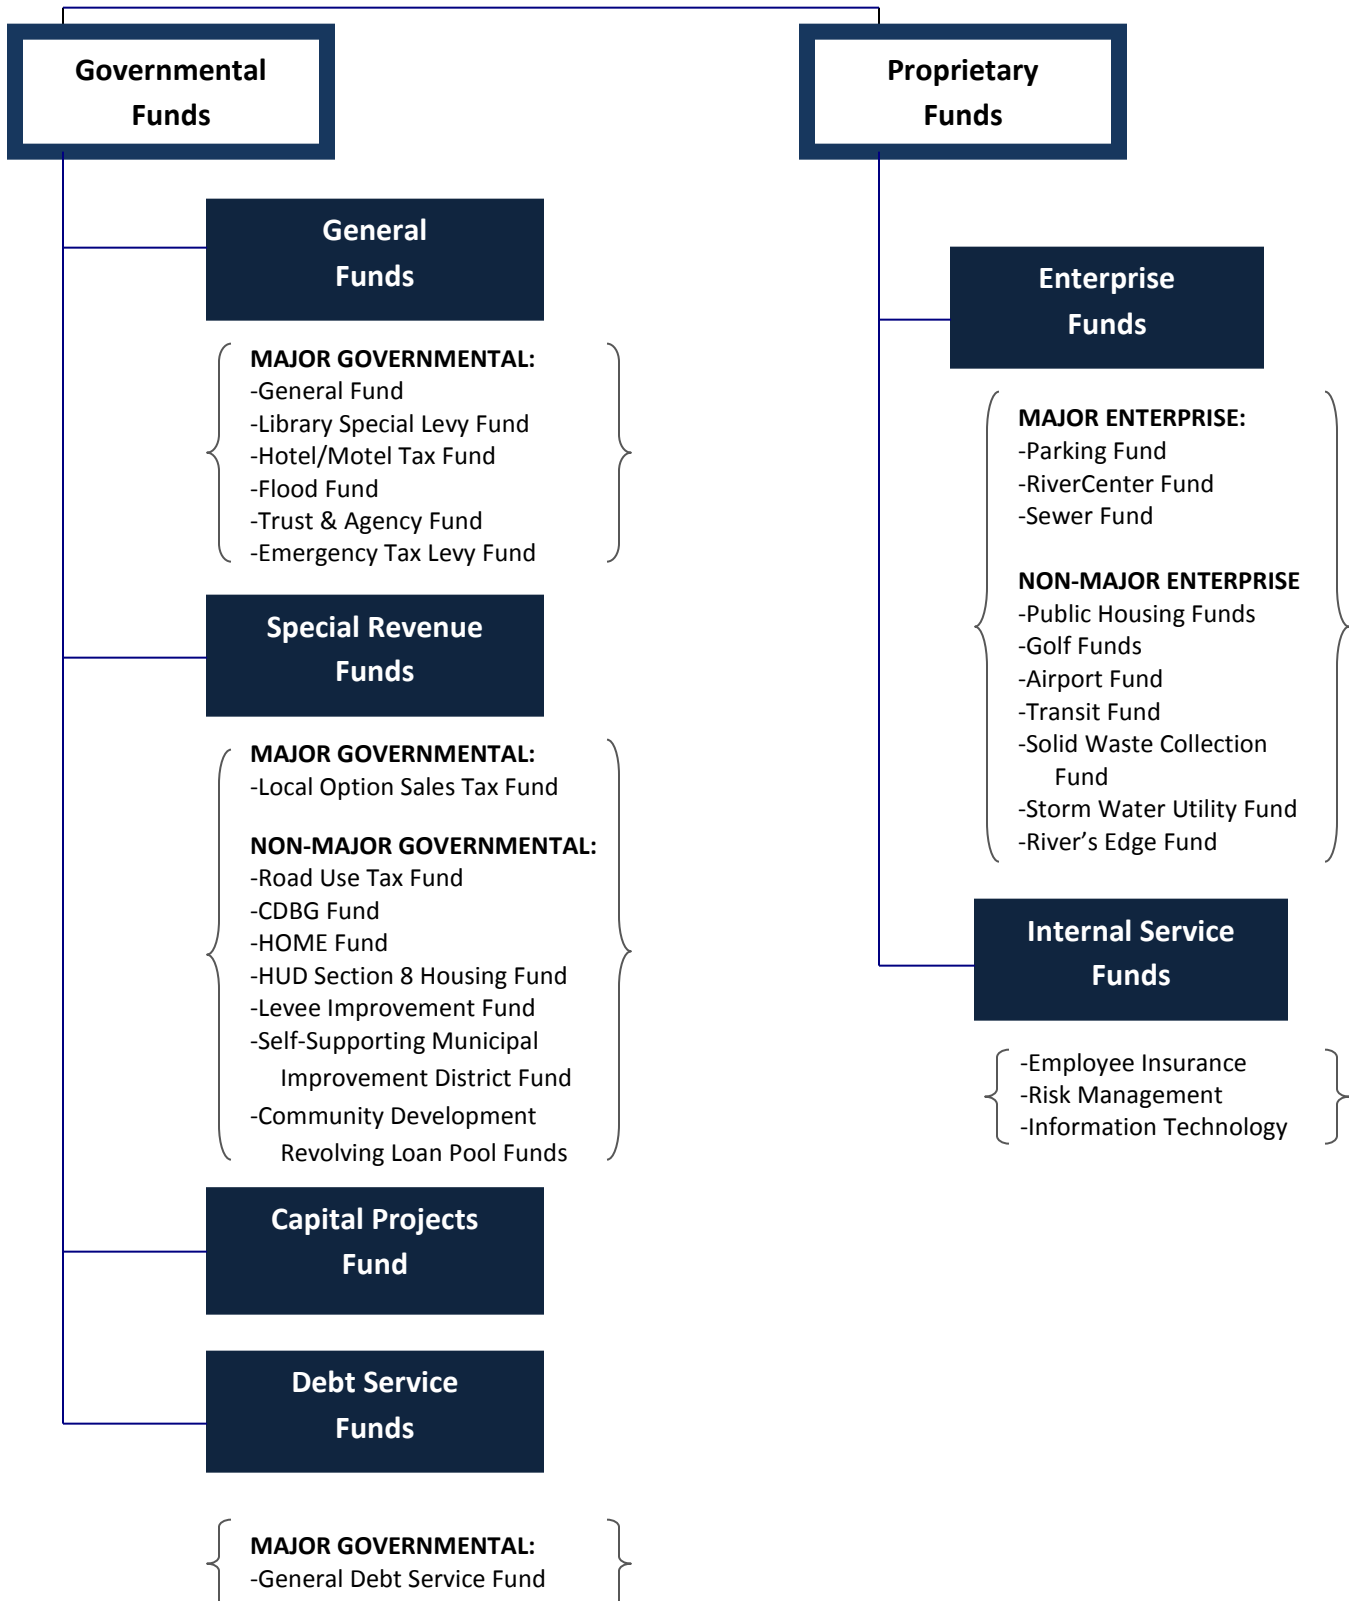 Governmental
Funds
General
Funds
MAJOR GOVERNMENTAL:
-General Fund
-Library Special Levy Fund
-Hotel/Motel Tax Fund
-Flood Fund
-Trust & Agency Fund
-Emergency Tax Levy Fund
Special Revenue
Funds
MAJOR GOVERNMENTAL:
-Local Option Sales Tax Fund
NON-MAJOR GOVERNMENTAL:
-Road Use Tax Fund
-CDBG Fund
-HOME Fund
-HUD Section 8 Housing Fund
-Levee Improvement Fund
-Self-Supporting Municipal
Improvement District Fund
-Community Development
Revolving Loan Pool Funds
Capital Projects
Fund
Debt Service
Funds
MAJOR GOVERNMENTAL:
-General Debt Service Fund
Proprietary
Funds
Enterprise
Funds
MAJOR ENTERPRISE:
-Parking Fund
-RiverCenter Fund
-Sewer Fund
NON-MAJOR ENTERPRISE
-Public Housing Funds
-Golf Funds
-Airport Fund
-Transit Fund
-Solid Waste Collection
Fund
-Storm Water Utility Fund
-River’s Edge Fund
Internal Service
Funds
-Employee Insurance
-Risk Management
-Information Technology